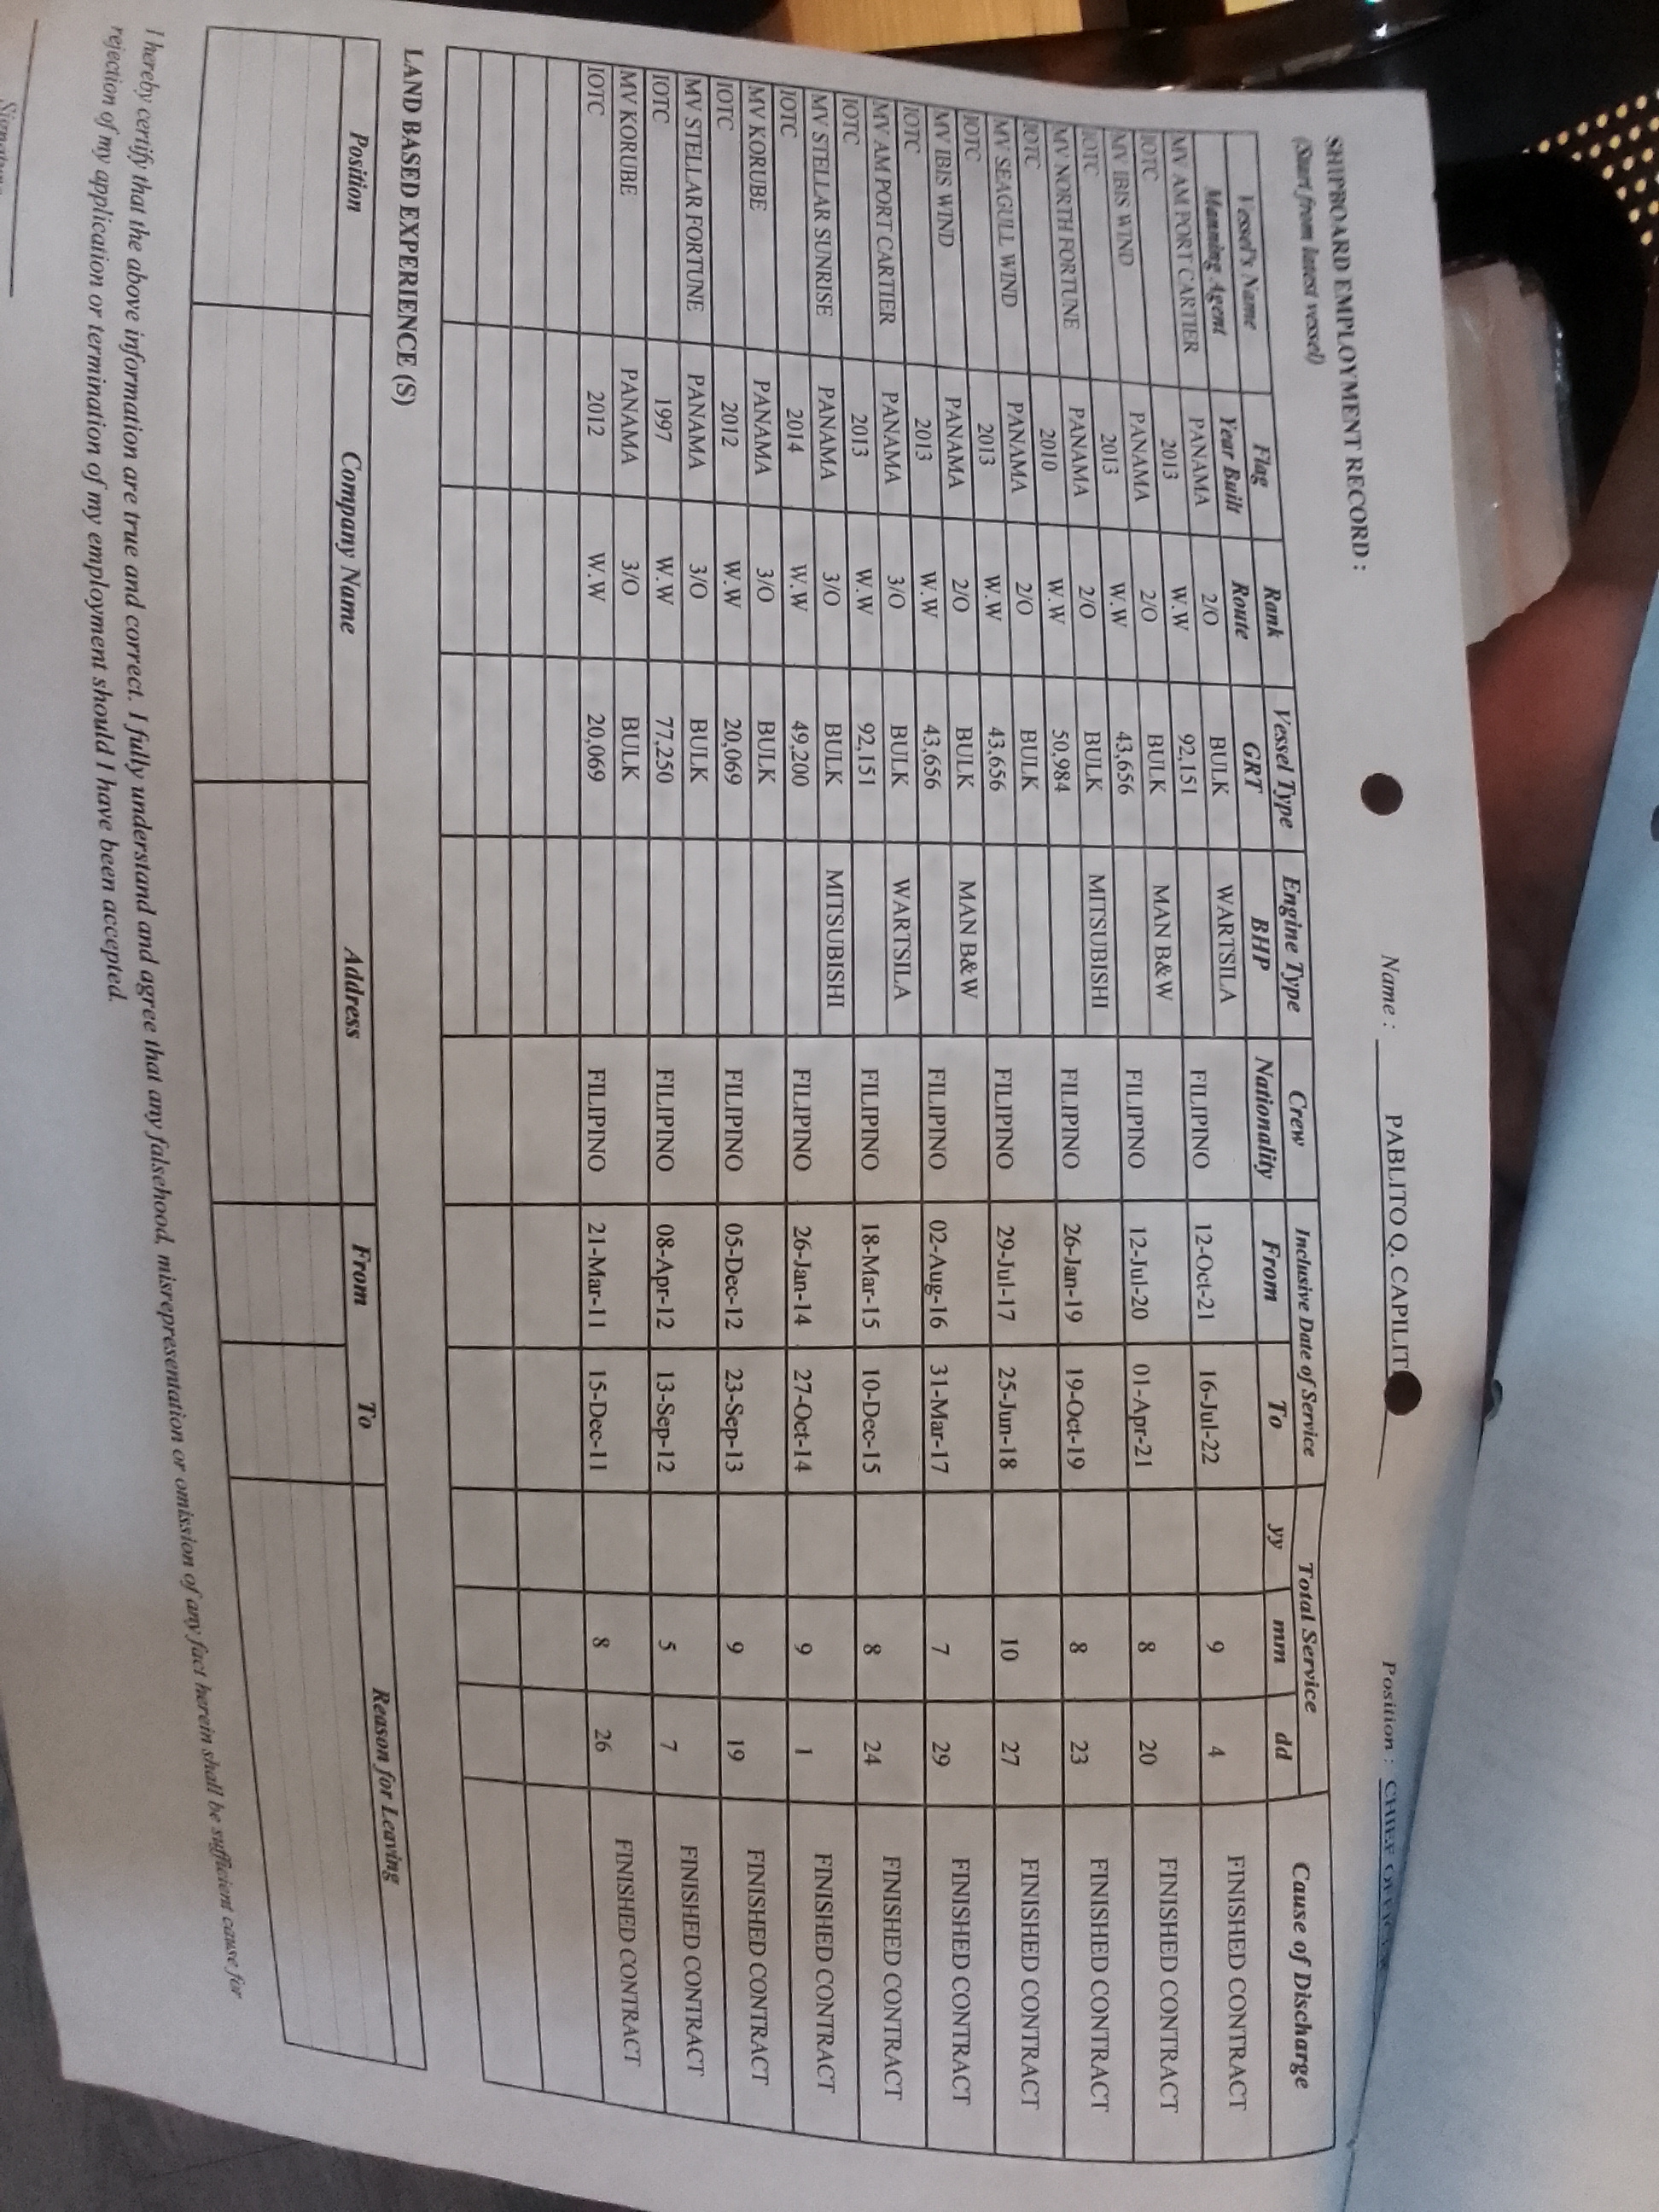 Name : PABLITO Q. CAPILIT
Position : CHIEF
SHIPBOARD EMPLOYMENT RECORD :
(Start from latest vessel)
Vessel's Name Flag Rank Vessel Type Engine Type Crew Inclusive Date of Service Total Service Cause of Discharge
Manning Agent Year Built Route GRT BHP Nationality From To yy mm dd
MV AM PORT CARTIER PANAMA 2/O BULK WARTSILA FILIPINO 12-Oct-21 16-Jul-22 9 4 FINISHED CONTRACT
IOTC 2013 W.W 92,151
MV IBIS WIND PANAMA 2/O BULK MAN B&W FILIPINO 12-Jul-20 01-Apr-21 8 20 FINISHED CONTRACT
IOTC 2013 W.W 43,656
MV NORTH FORTUNE PANAMA 2/O BULK MITSUBISHI FILIPINO 26-Jan-19 19-Oct-19 8 23 FINISHED CONTRACT
IOTC 2010 W.W 50,984
MV SEAGULL WIND PANAMA 2/O BULK FILIPINO 29-Jul-17 25-Jun-18 10 27 FINISHED CONTRACT
IOTC 2013 W.W 43,656
MV IBIS WIND PANAMA 2/O BULK MAN B&W FILIPINO 02-Aug-16 31-Mar-17 7 29 FINISHED CONTRACT
IOTC 2013 W.W 43,656
MV AM PORT CARTIER PANAMA 3/O BULK WARTSILA FILIPINO 18-Mar-15 10-Dec-15 8 24 FINISHED CONTRACT
IOTC 2013 W.W 92,151
MV STELLAR SUNRISE PANAMA 3/O BULK MITSUBISHI FILIPINO 26-Jan-14 27-Oct-14 9 1 FINISHED CONTRACT
IOTC 2014 W.W 49,200
MV KORUBE PANAMA 3/O BULK FILIPINO 05-Dec-12 23-Sep-13 9 19 FINISHED CONTRACT
IOTC 2012 W.W 20,069
MV STELLAR FORTUNE PANAMA 3/O BULK FILIPINO 08-Apr-12 13-Sep-12 5 7 FINISHED CONTRACT
IOTC 1997 W.W 77,250
MV KORUBE PANAMA 3/O BULK FILIPINO 21-Mar-11 15-Dec-11 8 26 FINISHED CONTRACT
IOTC 2012 W.W 20,069
LAND BASED EXPERIENCE (S)
Position Company Name Address From To Reason for Leaving
I hereby certify that the above information are true and correct. I fully understand and agree that any falsehood, misrepresentation or omission of any fact herein shall be sufficient cause for
rejection of my application or termination of my employment should I have been accepted.